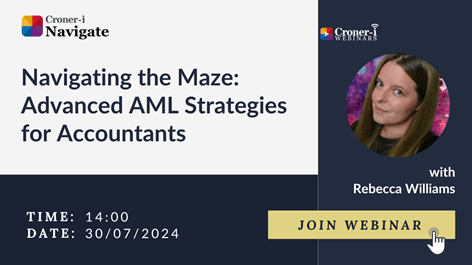 Croner-i
Navigate
Croner-i
WEBINARS
Navigating the Maze:
Advanced AML Strategies
for Accountants
with
Rebecca Williams
TIME: 14:00
DATE: 30/07/2024
JOIN WEBINAR